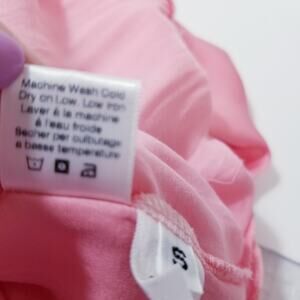 Machine Wash Cold
Dry on Low. Low Iron
Laver à la machine
à l'eau froide
Sécher par culbutage
à basse température
S